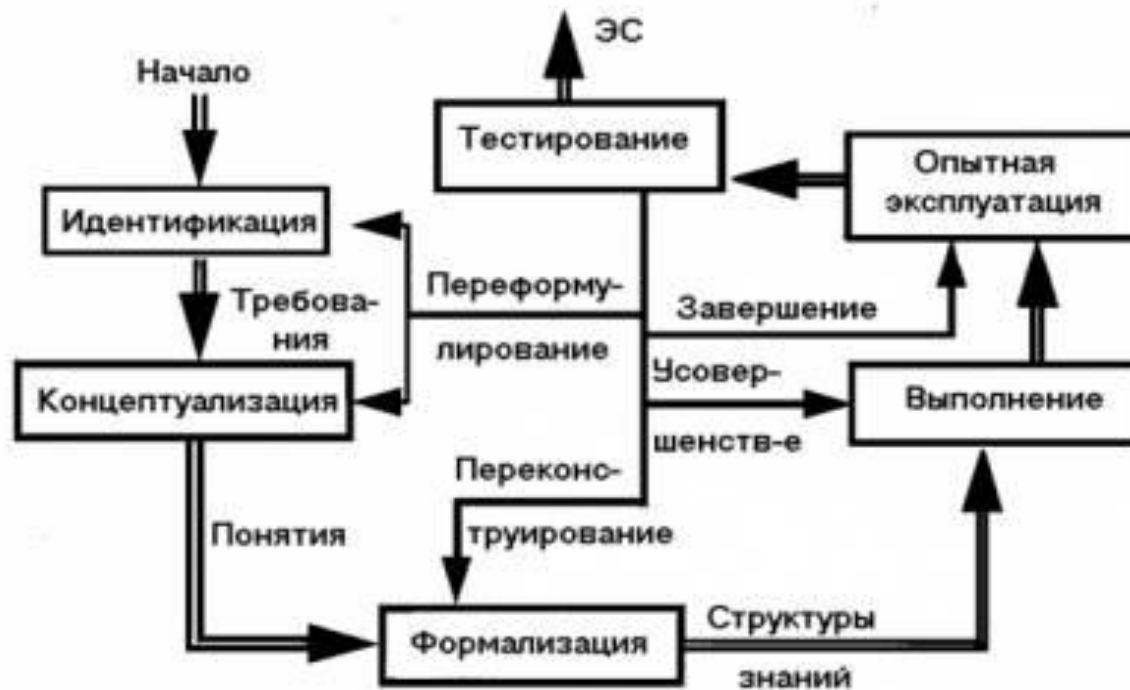 ЭС
Начало
Тестирование
Опытная
эксплуатация
Идентификация
Требова-
ния
Переформу-
лирование
Завершение
Концептуализация
Усовер-
шенств-е
Выполнение
Переконс-
труирование
Понятия
Формализация
Структуры
знаний